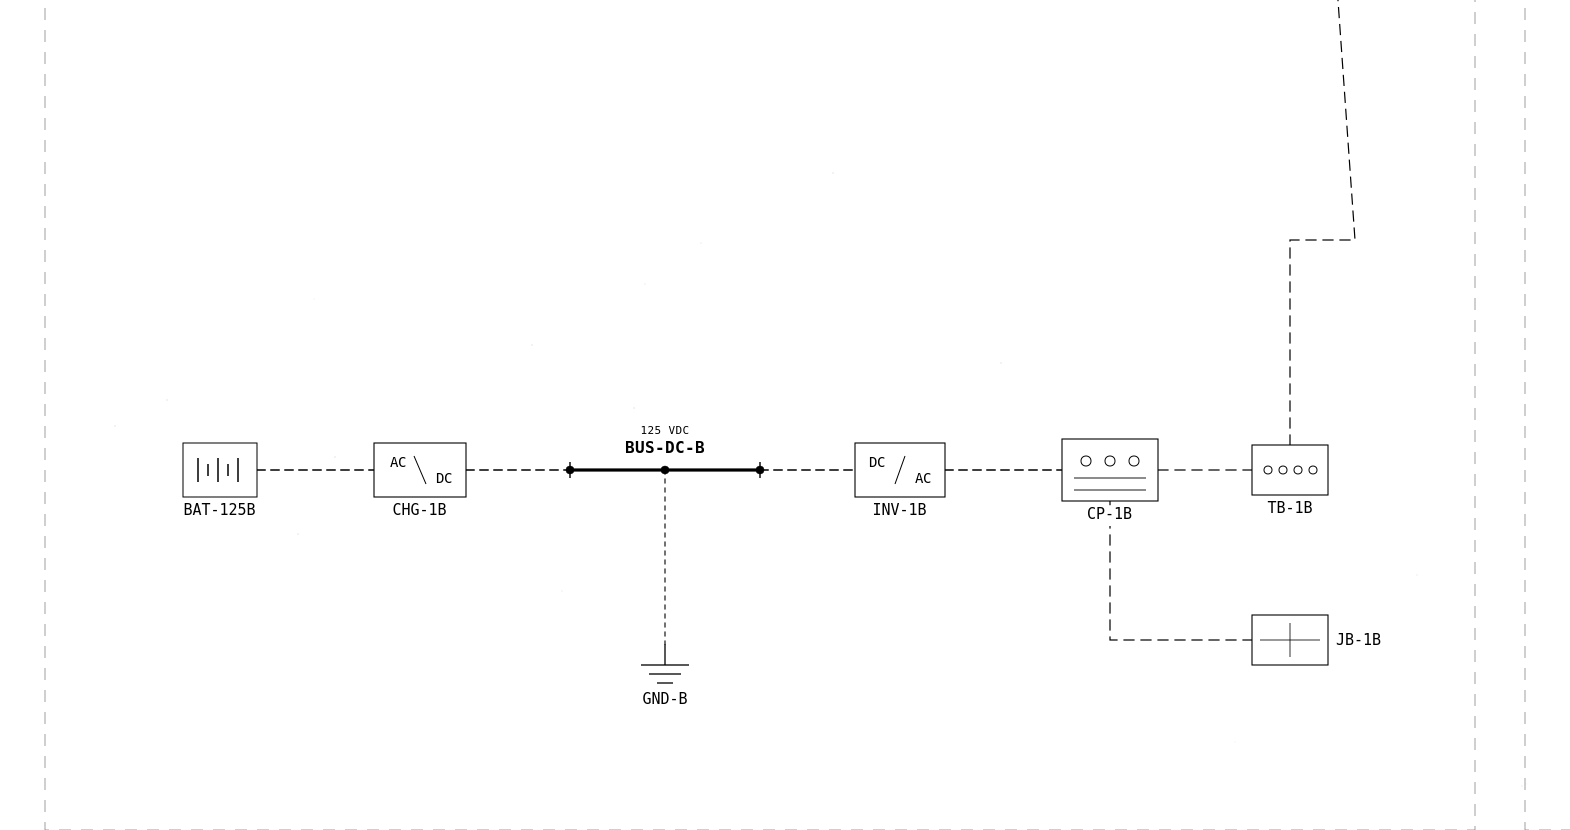 125 VDC
BUS-DC-B
AC
DC
DC
AC
BAT-125B
CHG-1B
INV-1B
CP-1B
TB-1B
JB-1B
GND-B